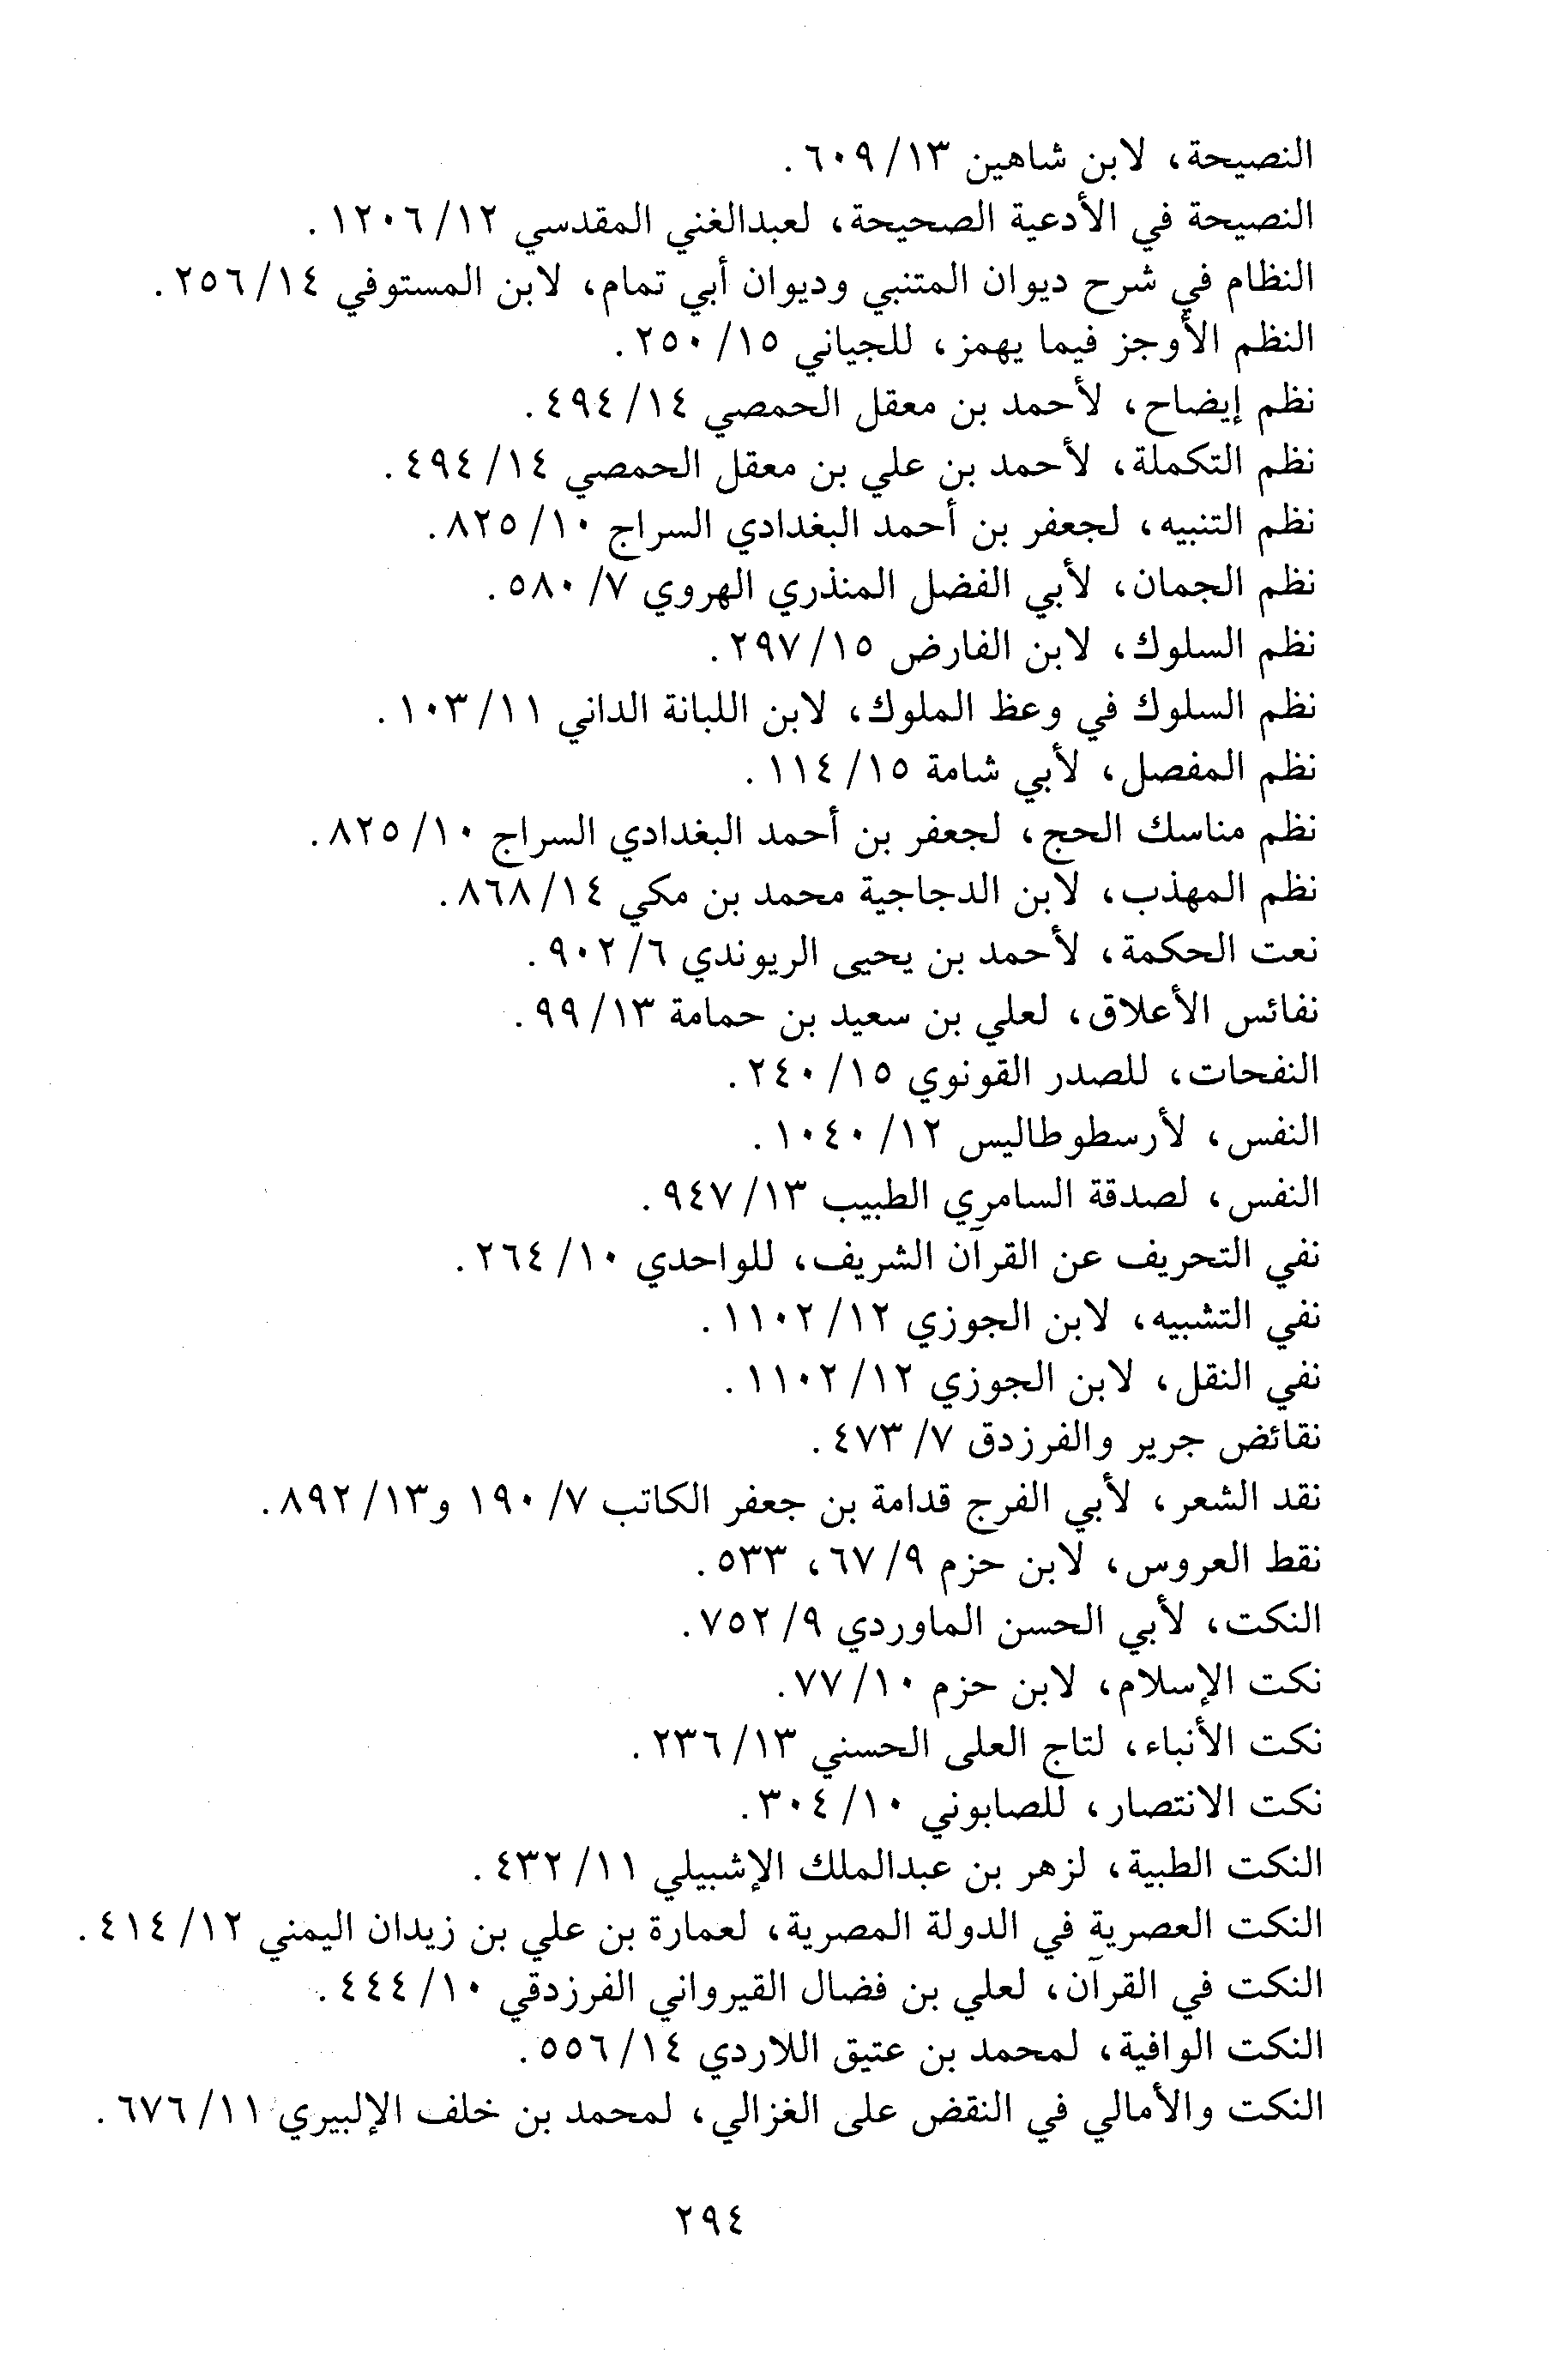 النصيحة، لابن شاهين ١٣/ ٦٠٩.
النصيحة في الأدعية الصحيحة، لعبدالغني المقدسي ١٢/ ١٢٠٦.
النظام في شرح ديوان المتنبي وديوان أبي تمام، لابن المستوفي ١٤/ ٢٥٦.
النظم الأوجز فيما يهمز، للجياني ١٥/ ٢٥٠.
نظم إيضاح، لأحمد بن معقل الحمصي ١٤/ ٤٩٤.
نظم التكملة، لأحمد بن علي بن معقل الحمصي ١٤/ ٤٩٤.
نظم التنبيه، لجعفر بن أحمد البغدادي السراج ١٠/ ٨٢٥.
نظم الجمان، لأبي الفضل المنذري الهروي ٧/ ٥٨٠.
نظم السلوك، لابن الفارض ١٥/ ٢٩٧.
نظم السلوك في وعظ الملوك، لابن اللبانة الداني ١١/ ١٠٣.
نظم المفصل، لأبي شامة ١٥/ ١١٤.
نظم مناسك الحج، لجعفر بن أحمد البغدادي السراج ١٠/ ٨٢٥.
نظم المهذب، لابن الدجاجية محمد بن مكي ١٤/ ٨٦٨.
نعت الحكمة، لأحمد بن يحيى الريوندي ٦/ ٩٠٢.
نفائس الأعلاق، لعلي بن سعيد بن حمامة ١٣/ ٩٩.
النفحات، للصدر القونوي ١٥/ ٢٤٠.
النفس، لأرسطوطاليس ١٢/ ١٠٤٠.
النفس، لصدقة السامري الطبيب ١٣/ ٩٤٧.
نفي التحريف عن القرآن الشريف، للواحدي ١٠/ ٢٦٤.
نفي التشبيه، لابن الجوزي ١٢/ ١١٠٢.
نفي النقل، لابن الجوزي ١٢/ ١١٠٢.
نقائض جرير والفرزدق ٧/ ٤٧٣.
نقد الشعر، لأبي الفرج قدامة بن جعفر الكاتب ٧/ ١٩٠ و١٣/ ٨٩٢.
نقط العروس، لابن حزم ٩/ ٦٧، ٥٣٣.
النكت، لأبي الحسن الماوردي ٩/ ٧٥٢.
نكت الإسلام، لابن حزم ١٠/ ٧٧.
نكت الأنباء، لتاج العلى الحسني ١٣/ ٢٣٦.
نكت الانتصار، للصابوني ١٠/ ٣٠٤.
النكت الطبية، لزهر بن عبدالملك الإشبيلي ١١/ ٤٣٢.
النكت العصرية في الدولة المصرية، لعمارة بن علي بن زيدان اليمني ١٢/ ٤١٤.
النكت في القرآن، لعلي بن فضال القيرواني الفرزدقي ١٠/ ٤٤٤.
النكت الوافية، لمحمد بن عتيق اللاردي ١٤/ ٥٥٦.
النكت والأمالي في النقض على الغزالي، لمحمد بن خلف الإلبيري ١١/ ٦٧٦.
٢٩٤